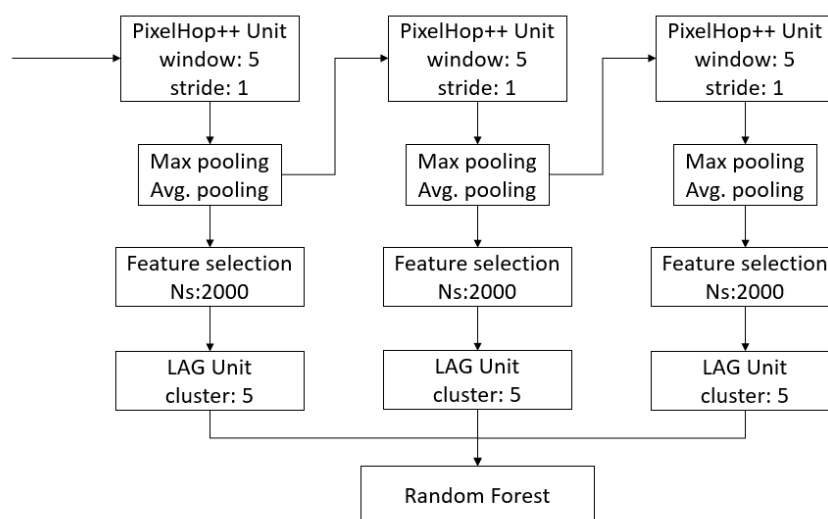 PixelHop++ Unit
window: 5
stride: 1
Max pooling
Avg. pooling
Feature selection
Ns:2000
LAG Unit
cluster: 5
PixelHop++ Unit
window: 5
stride: 1
Max pooling
Avg. pooling
Feature selection
Ns:2000
LAG Unit
cluster: 5
PixelHop++ Unit
window: 5
stride: 1
Max pooling
Avg. pooling
Feature selection
Ns:2000
LAG Unit
cluster: 5
Random Forest